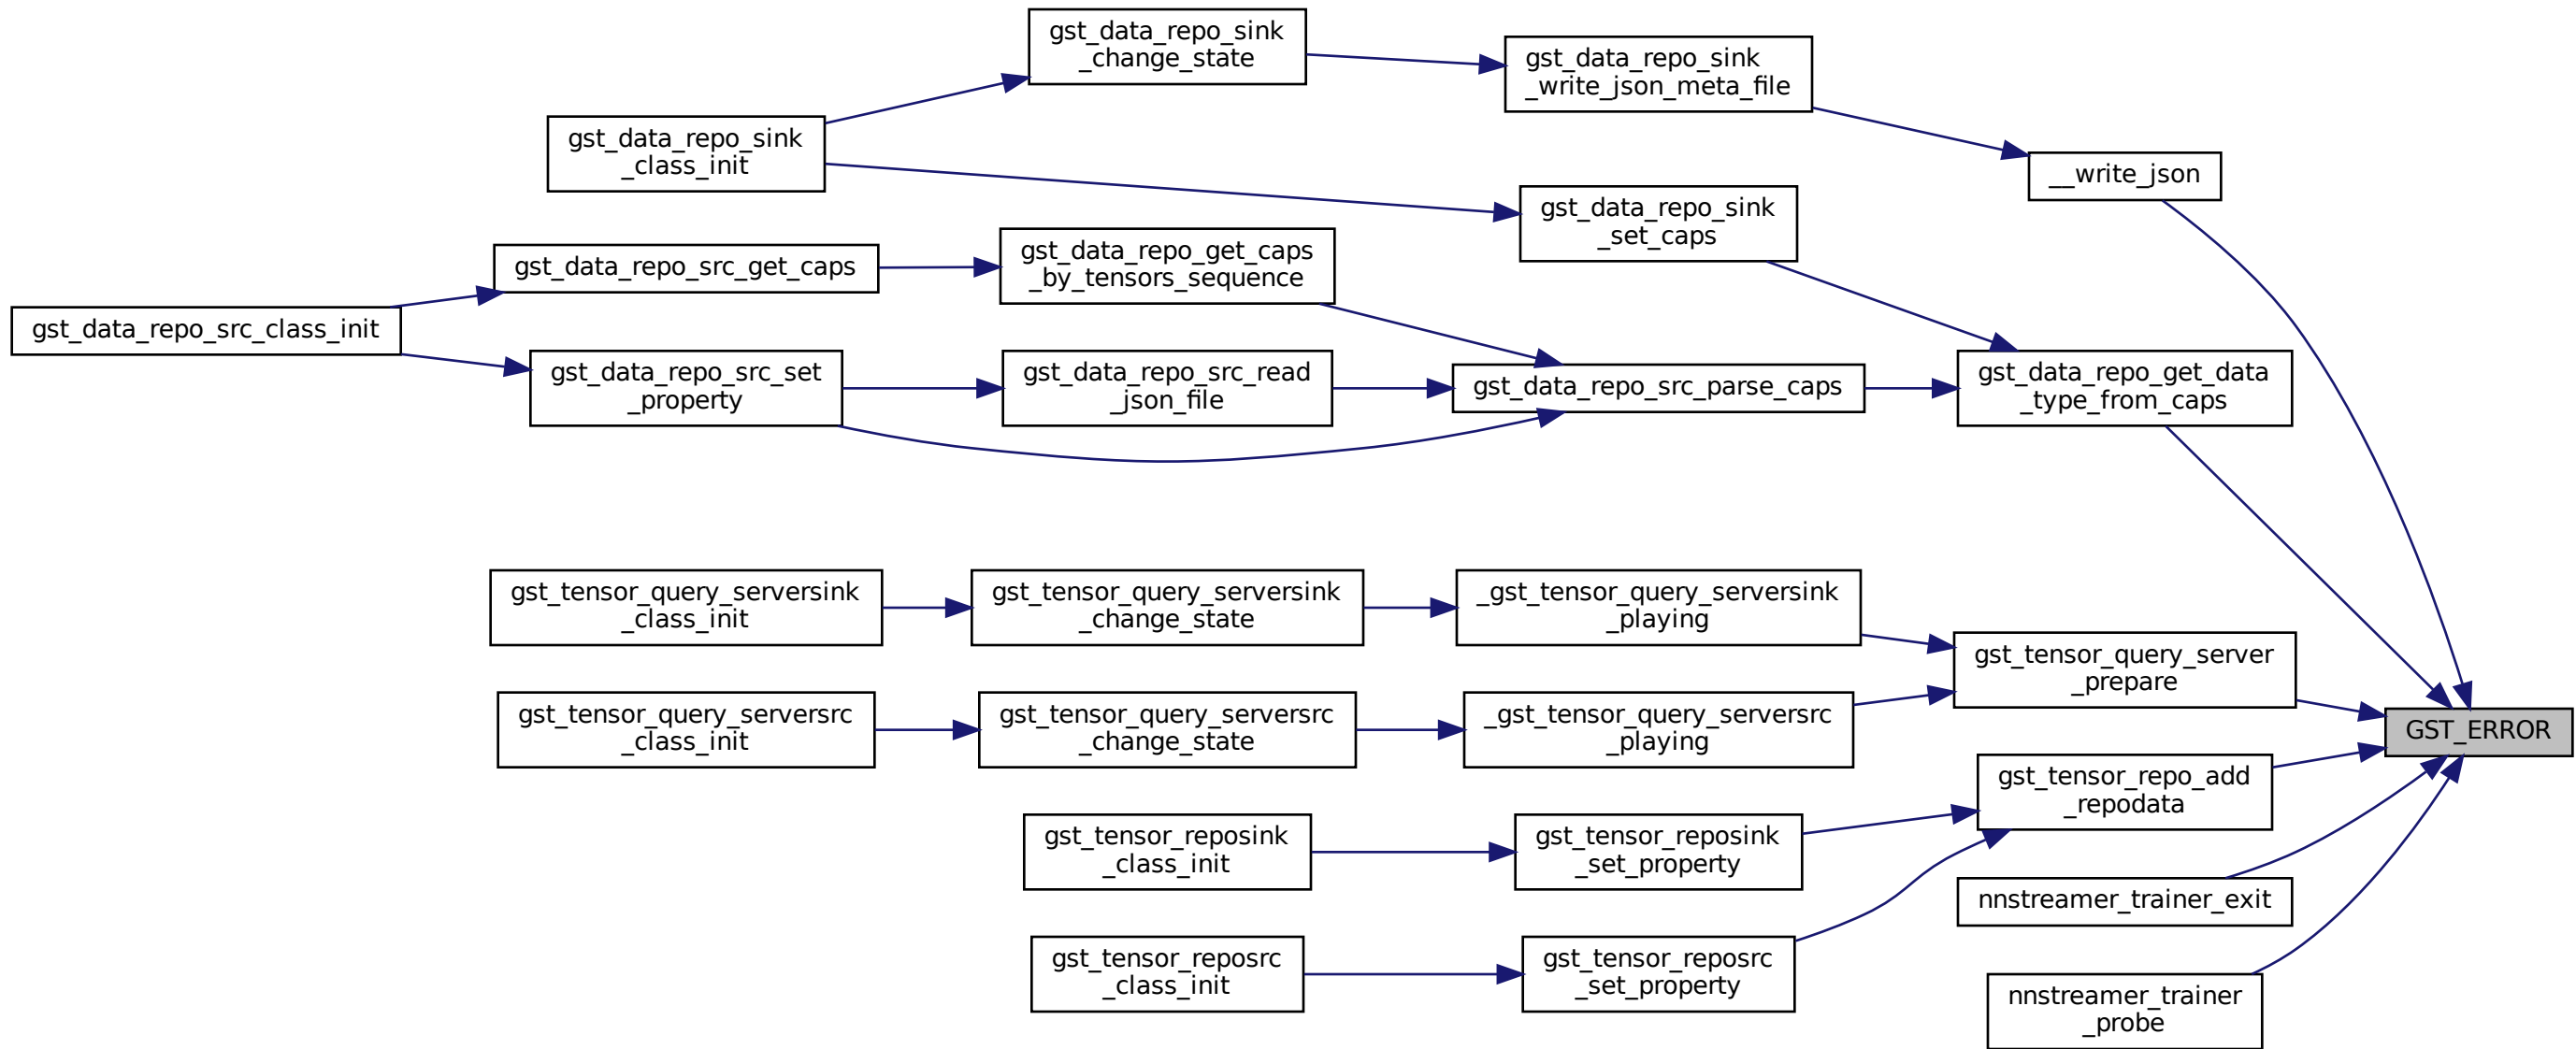 gst_data_repo_sink
_change_state
gst_data_repo_sink
_write_json_meta_file
gst_data_repo_sink
_class_init
__write_json
gst_data_repo_sink
_set_caps
gst_data_repo_src_get_caps
gst_data_repo_get_caps
_by_tensors_sequence
gst_data_repo_src_class_init
gst_data_repo_src_set
_property
gst_data_repo_src_read
_json_file
gst_data_repo_src_parse_caps
gst_data_repo_get_data
_type_from_caps
gst_tensor_query_serversink
_class_init
gst_tensor_query_serversink
_change_state
_gst_tensor_query_serversink
_playing
gst_tensor_query_server
_prepare
gst_tensor_query_serversrc
_class_init
gst_tensor_query_serversrc
_change_state
_gst_tensor_query_serversrc
_playing
GST_ERROR
gst_tensor_repo_add
_repodata
gst_tensor_reposink
_class_init
gst_tensor_reposink
_set_property
nnstreamer_trainer_exit
gst_tensor_reposrc
_class_init
gst_tensor_reposrc
_set_property
nnstreamer_trainer
_probe